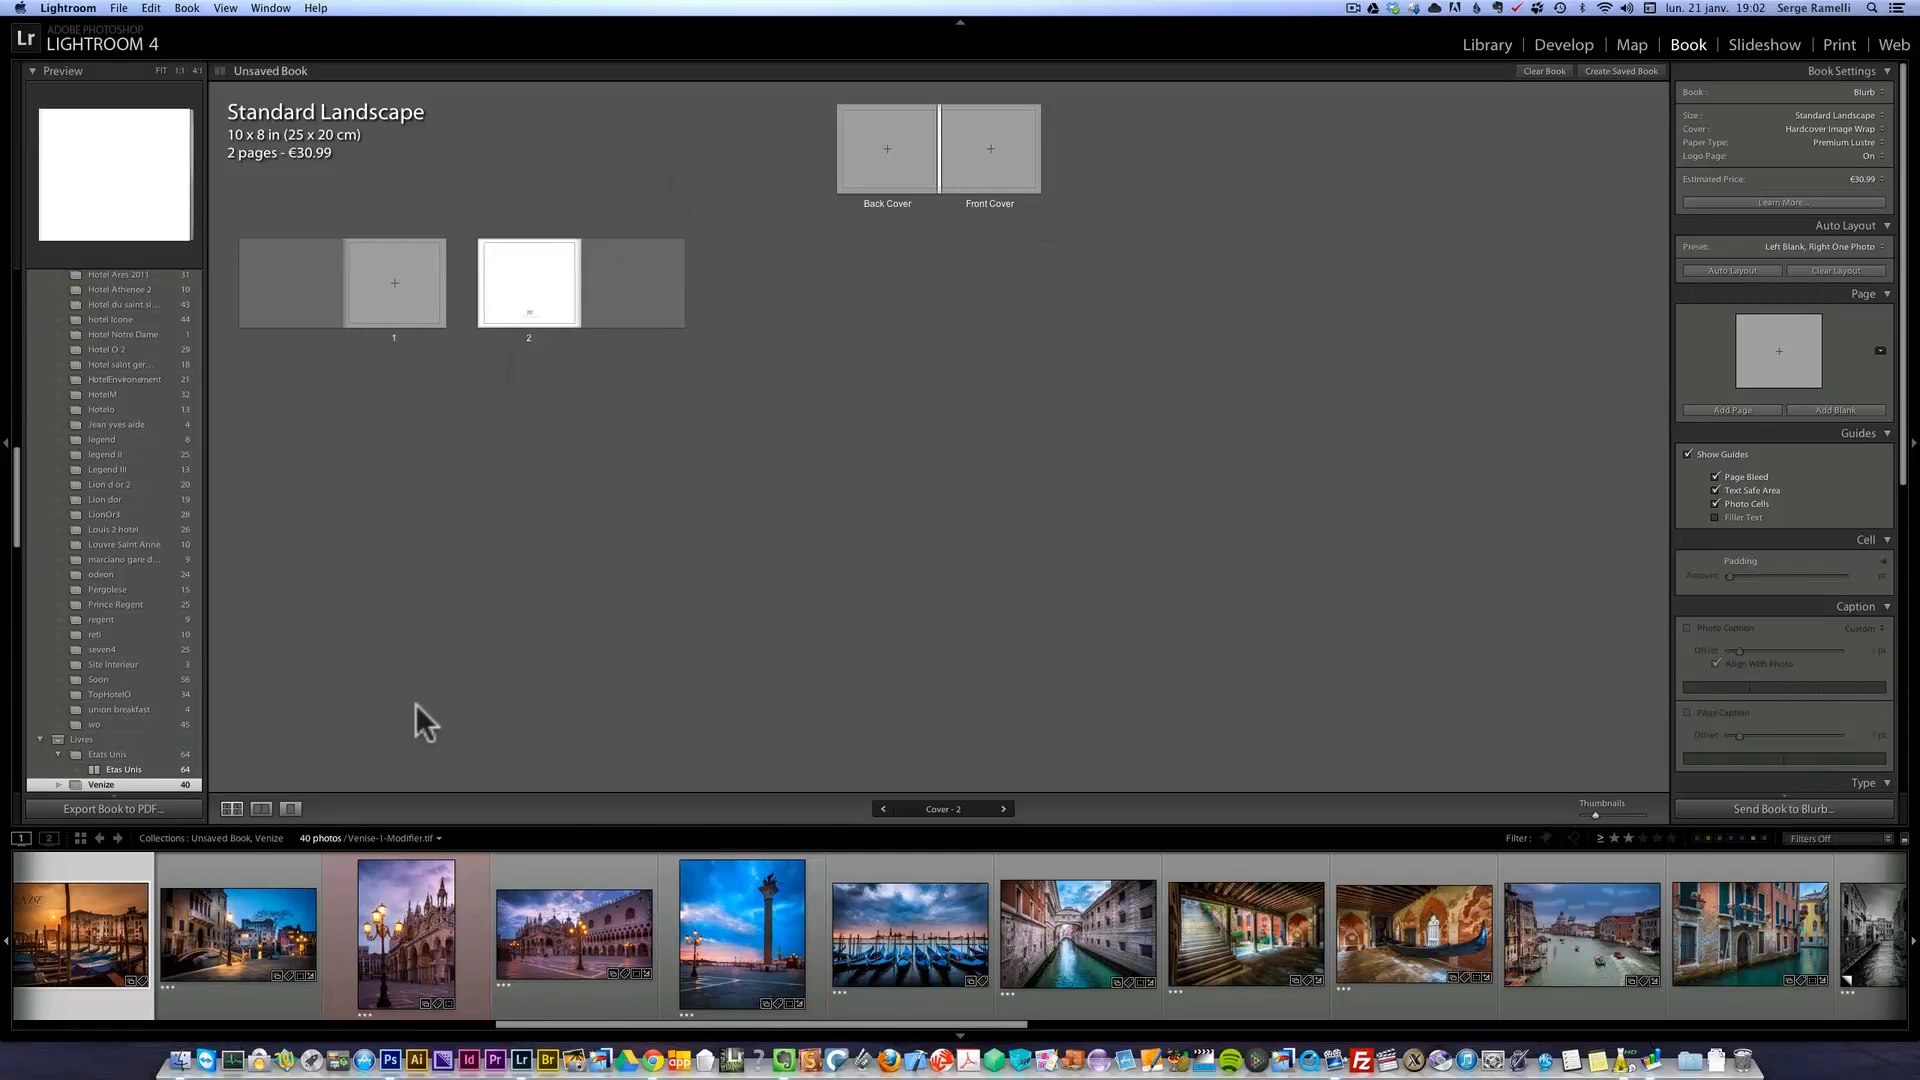 Lightroom File Edit Book View Window Help
lun. 21 janv. 19:02 Serge Ramelli
Lr ADOBE PHOTOSHOP
LIGHTROOM 4
Library | Develop | Map | Book | Slideshow | Print | Web
Preview FIT 1:1 4:1
Unsaved Book
Clear Book Create Saved Book
Standard Landscape
10 x 8 in (25 x 20 cm)
2 pages - €30.99
Back Cover Front Cover
1 2
Hotel Ares 2011 31
Hotel Athenee 2 10
Hotel du saint si... 43
hotel Icone 44
Hotel Notre Dame 1
Hotel O 2 29
Hotel saint ger... 18
HotelEnvironement 21
HotelM 32
Hotelo 13
Jean yves aide 4
legend 8
legend II 25
Legend III 13
Lion d or 2 20
Lion dor 19
LionOr3 28
Louis 2 hotel 26
Louvre Saint Anne 10
marciano gare d... 9
odeon 24
Pergolese 15
Prince Regent 25
regent 9
reti 10
seven4 25
Site Interieur 3
Soon 56
TopHotelO 34
union breakfast 4
wo 45
Livres
Etats Unis 64
Etas Unis 64
Venize 40
Export Book to PDF...
Cover - 2
Thumbnails
Book Settings
Book : Blurb
Size : Standard Landscape
Cover : Hardcover Image Wrap
Paper Type: Premium Lustre
Logo Page: On
Estimated Price: €30.99
Learn More...
Auto Layout
Preset: Left Blank, Right One Photo
Auto Layout Clear Layout
Page
Add Page Add Blank
Guides
Show Guides
Page Bleed
Text Safe Area
Photo Cells
Filler Text
Cell
Padding
Amount pt
Caption
Photo Caption Custom
Offset pt
Align With Photo
Page Caption
Offset pt
Type
Send Book to Blurb...
1 2 Collections : Unsaved Book, Venize 40 photos / Venise-1-Modifier.tif
Filter : Filters Off
Ps Ai Id Pr Lr Br app Fz